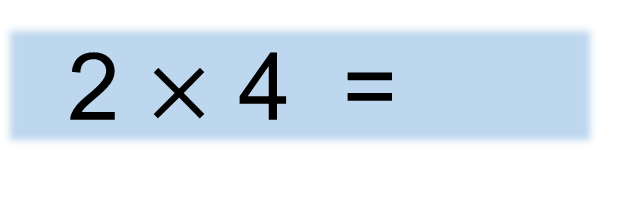 2 × 4 =